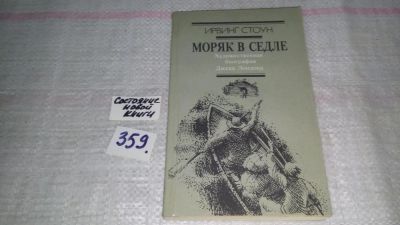 ИРВИНГ СТОУН
МОРЯК В СЕДЛЕ
Художественная
биография
Джека Лондона
Состояние
новой
книги
359.